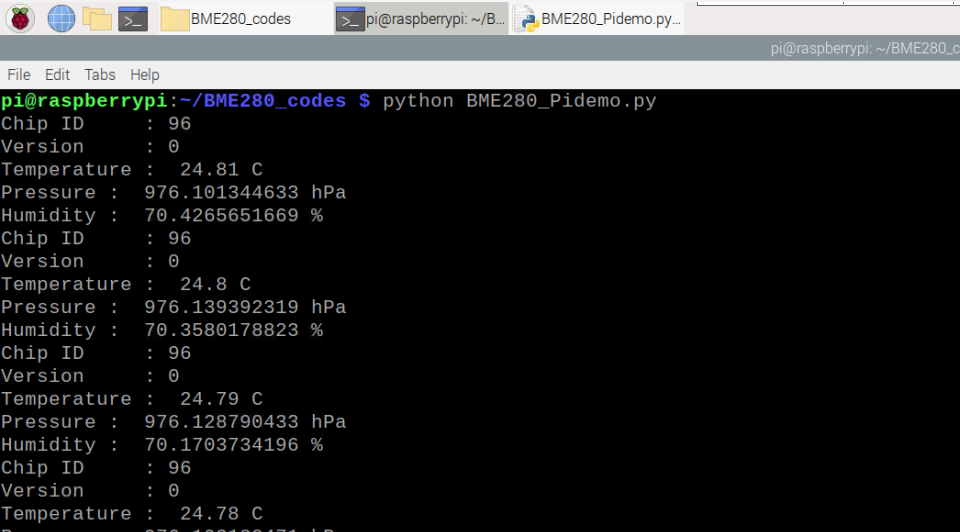 BME280_codes
pi@raspberrypi: ~/B...
BME280_Pidemo.py...
pi@raspberrypi: ~/BME280_c
File Edit Tabs Help
pi@raspberrypi:~/BME280_codes $ python BME280_Pidemo.py
Chip ID     : 96
Version     : 0
Temperature :  24.81 C
Pressure :  976.101344633 hPa
Humidity :  70.4265651669 %
Chip ID     : 96
Version     : 0
Temperature :  24.8 C
Pressure :  976.139392319 hPa
Humidity :  70.3580178823 %
Chip ID     : 96
Version     : 0
Temperature :  24.79 C
Pressure :  976.128790433 hPa
Humidity :  70.1703734196 %
Chip ID     : 96
Version     : 0
Temperature :  24.78 C